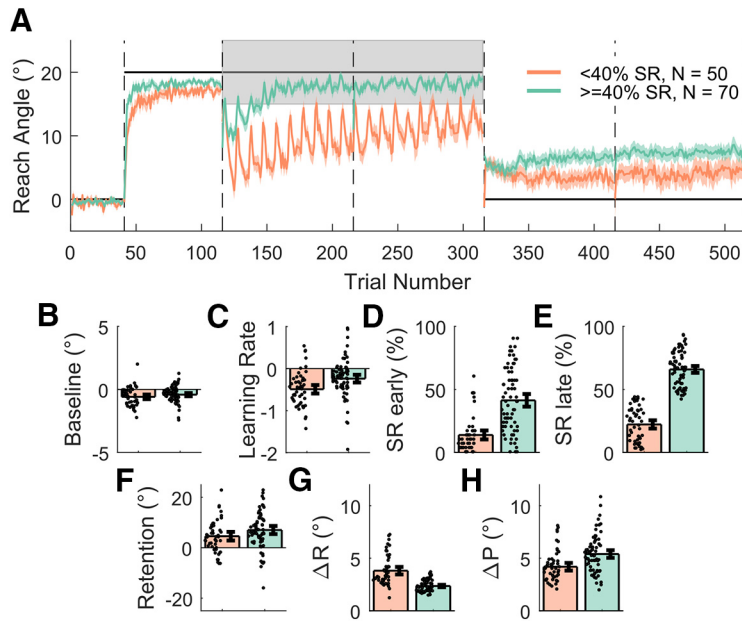 A
Reach Angle (°)
20
10
0
<40% SR, N = 50
>=40% SR, N = 70
0 50 100 150 200 250 300 350 400 450 500
Trial Number
B
Baseline (°)
5
0
-5
C
Learning Rate
1
0
-1
-2
D
SR early (%)
100
50
0
E
SR late (%)
100
50
0
F
Retention (°)
20
0
-20
G
ΔR (°)
10
5
0
H
ΔP (°)
10
5
0